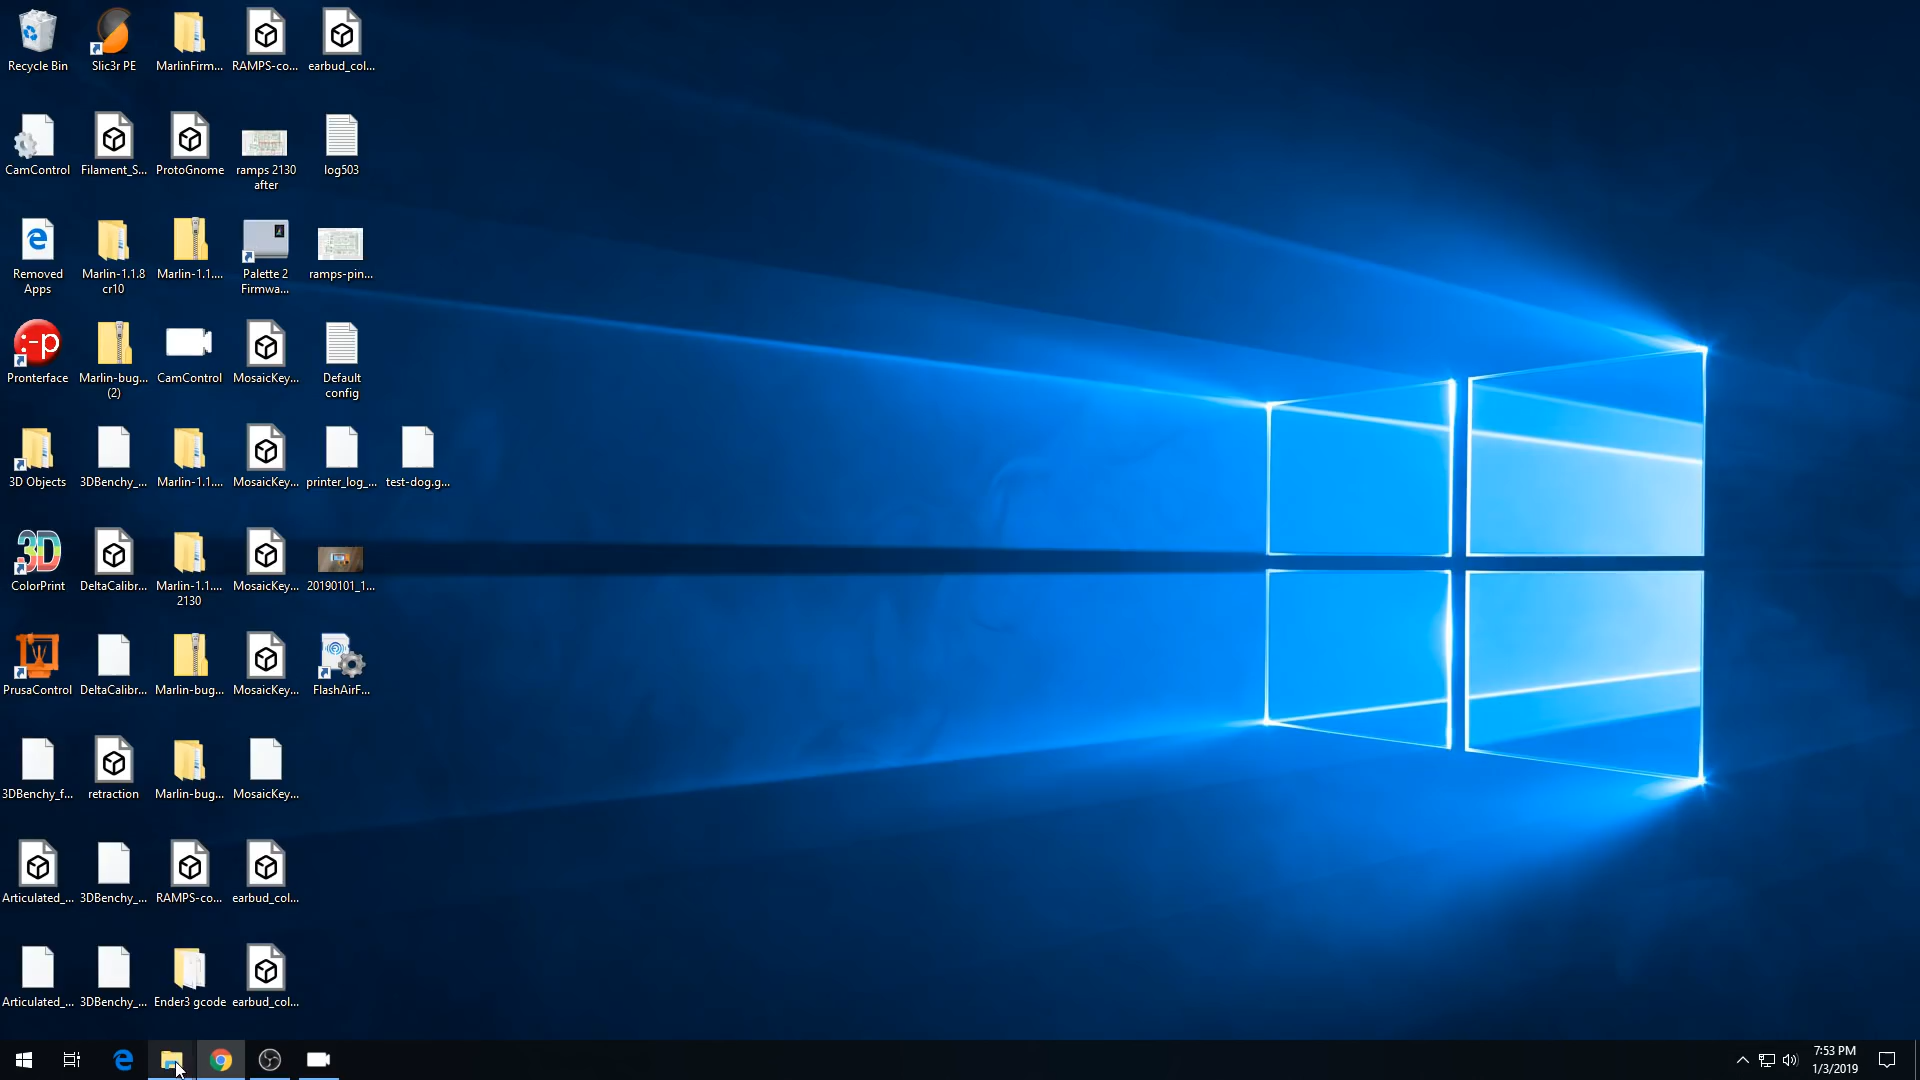 Recycle Bin
Slic3r PE
MarlinFirm...
RAMPS-co...
earbud_col...
CamControl
Filament_S...
ProtoGnome
ramps 2130
after
log503
Removed
Apps
Marlin-1.1.8
cr10
Marlin-1.1....
Palette 2
Firmwa...
ramps-pin...
:-p
Pronterface
Marlin-bug...
(2)
CamControl
MosaicKey...
Default
config
3D Objects
3DBenchy_...
Marlin-1.1....
MosaicKey...
printer_log_...
test-dog.g...
3D
ColorPrint
DeltaCalibr...
Marlin-1.1....
2130
MosaicKey...
20190101_1...
PrusaControl
DeltaCalibr...
Marlin-bug...
MosaicKey...
FlashAirF...
3DBenchy_f...
retraction
Marlin-bug...
MosaicKey...
Articulated_...
3DBenchy_...
RAMPS-co...
earbud_col...
Articulated_...
3DBenchy_...
Ender3 gcode
earbud_col...
7:53 PM
1/3/2019